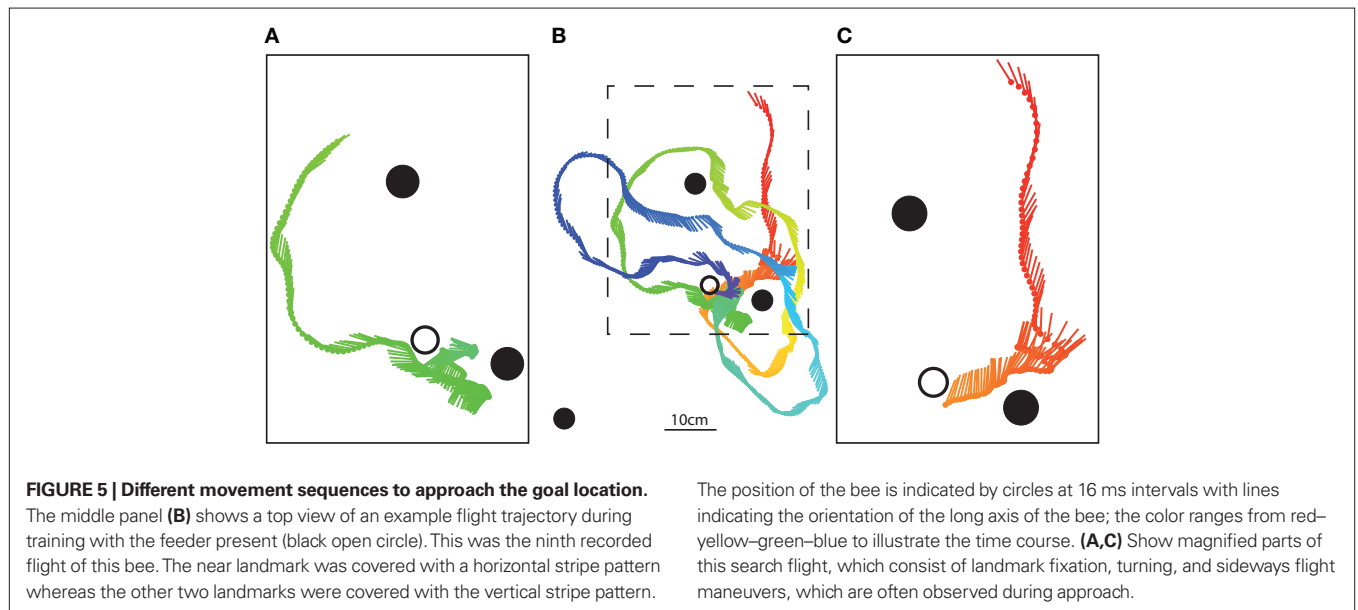 A
B
C
10cm
FIGURE 5 | Different movement sequences to approach the goal location.
The middle panel (B) shows a top view of an example flight trajectory during
training with the feeder present (black open circle). This was the ninth recorded
flight of this bee. The near landmark was covered with a horizontal stripe pattern
whereas the other two landmarks were covered with the vertical stripe pattern.
The position of the bee is indicated by circles at 16 ms intervals with lines
indicating the orientation of the long axis of the bee; the color ranges from red–
yellow–green–blue to illustrate the time course. (A,C) Show magnified parts of
this search flight, which consist of landmark fixation, turning, and sideways flight
maneuvers, which are often observed during approach.